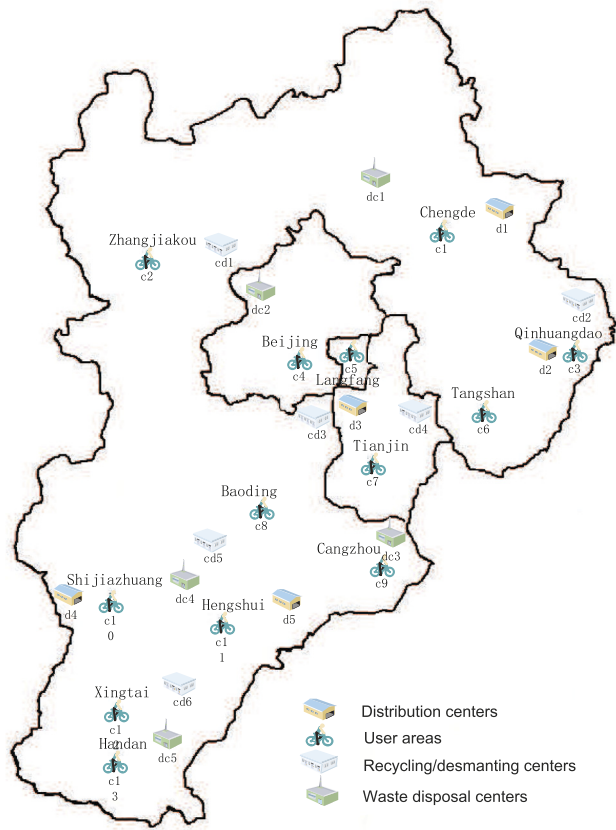 dc1
Chengde
d1
c1
Zhangjiakou
cd1
c2
dc2
cd2
Qinhuangdao
Beijing
c5
c4
d2
c3
Langfang
Tangshan
d3
cd3
cd4
c6
Tianjin
c7
Baoding
c8
cd5
Cangzhou
dc3
c9
Shijiazhuang
dc4
Hengshui
d4
c1
0
d5
c1
1
cd6
Xingtai
c1
2
Handan
dc5
c1
3
Distribution centers
User areas
Recycling/desmanting centers
Waste disposal centers